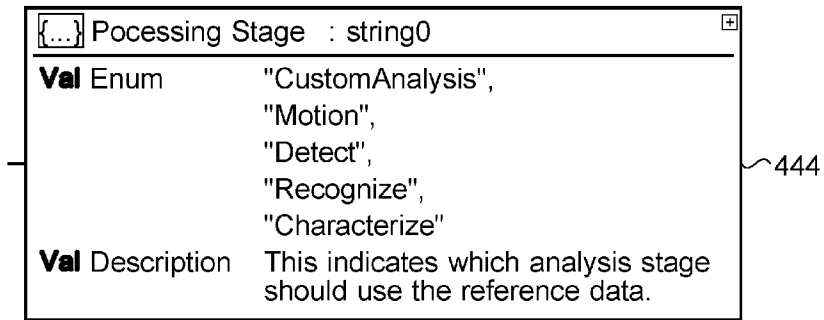 {...} Pocessing Stage : string0
Val Enum "CustomAnalysis",
"Motion",
"Detect",
"Recognize",
"Characterize"
444
Val Description This indicates which analysis stage
should use the reference data.